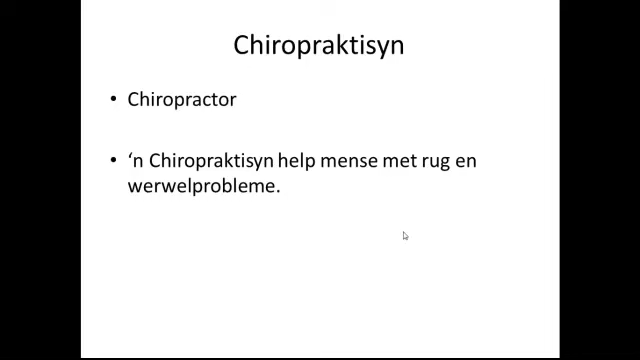 Chiropraktisyn
• Chiropractor
• ‘n Chiropraktisyn help mense met rug en
werwelprobleme.